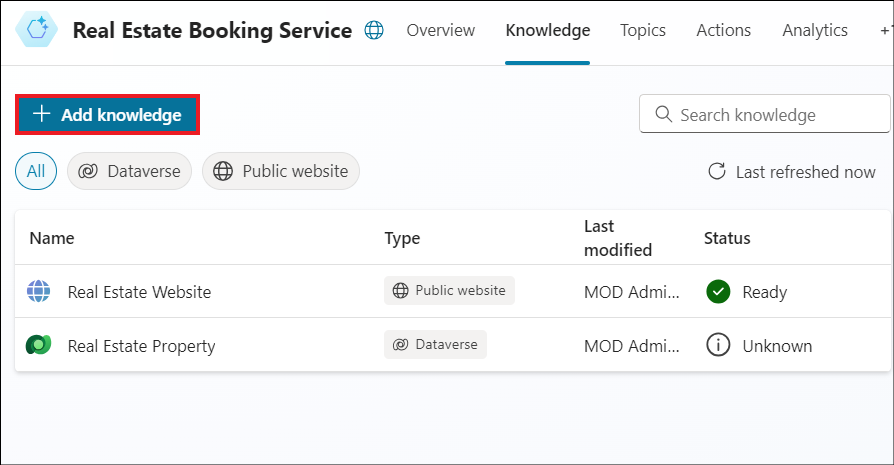 Real Estate Booking Service Overview Knowledge Topics Actions Analytics +1
Add knowledge Search knowledge
All Dataverse Public website Last refreshed now
Name Type Last modified Status
Real Estate Website Public website MOD Admi... Ready
Real Estate Property Dataverse MOD Admi... Unknown